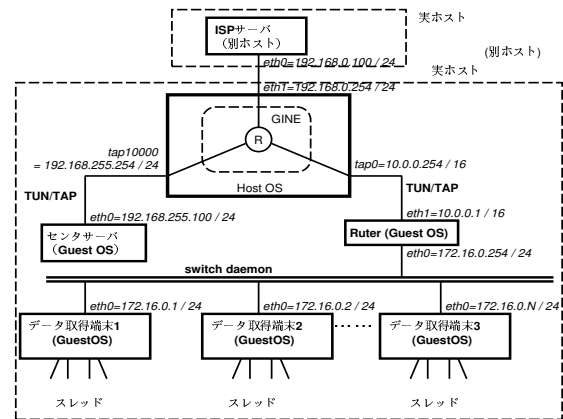 実ホスト
ISPサーバ
(別ホスト)
(別ホスト)
eth0=192.168.0.100 / 24
実ホスト
eth1=192.168.0.254 / 24
GINE
R
tap10000
= 192.168.255.254 / 24
tap0=10.0.0.254 / 16
Host OS
TUN/TAP
TUN/TAP
eth0=192.168.255.100 / 24
eth1=10.0.0.1 / 16
センタサーバ
(Guest OS)
Ruter (Guest OS)
eth0=172.16.0.254 / 24
switch daemon
eth0=172.16.0.1 / 24
eth0=172.16.0.2 / 24
eth0=172.16.0.N / 24
データ取得端末1
(GuestOS)
データ取得端末2
(GuestOS)
······
データ取得端末3
(GuestOS)
スレッド
スレッド
スレッド